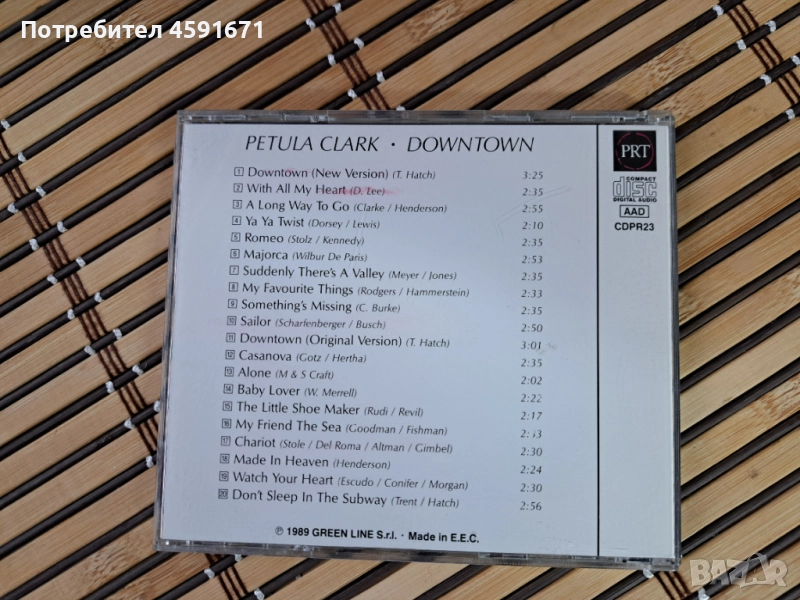 Потребител 4591671
PETULA CLARK · DOWNTOWN
1 Downtown (New Version) (T. Hatch) 3:25
2 With All My Heart (D. Lee) 2:35
3 A Long Way To Go (Clarke / Henderson) 2:55
4 Ya Ya Twist (Dorsey / Lewis) 2:10
5 Romeo (Stolz / Kennedy) 2:35
6 Majorca (Wilbur De Paris) 2:53
7 Suddenly There's A Valley (Meyer / Jones) 2:35
8 My Favourite Things (Rodgers / Hammerstein) 2:33
9 Something's Missing (C. Burke) 2:35
10 Sailor (Scharfenberger / Busch) 2:50
11 Downtown (Original Version) (T. Hatch) 3:01
12 Casanova (Gotz / Hertha) 2:35
13 Alone (M & S Craft) 2:02
14 Baby Lover (W. Merrell) 2:22
15 The Little Shoe Maker (Rudi / Revil) 2:17
16 My Friend The Sea (Goodman / Fishman)
17 Chariot (Stole / Del Roma / Altman / Gimbel) 2:30
18 Made In Heaven (Henderson) 2:24
19 Watch Your Heart (Escudo / Conifer / Morgan) 2:30
20 Don't Sleep In The Subway (Trent / Hatch) 2:56
℗ 1989 GREEN LINE S.r.l. · Made in E.E.C.
PRT
COMPACT
disc
DIGITAL AUDIO
AAD
CDPR23
BAZAR